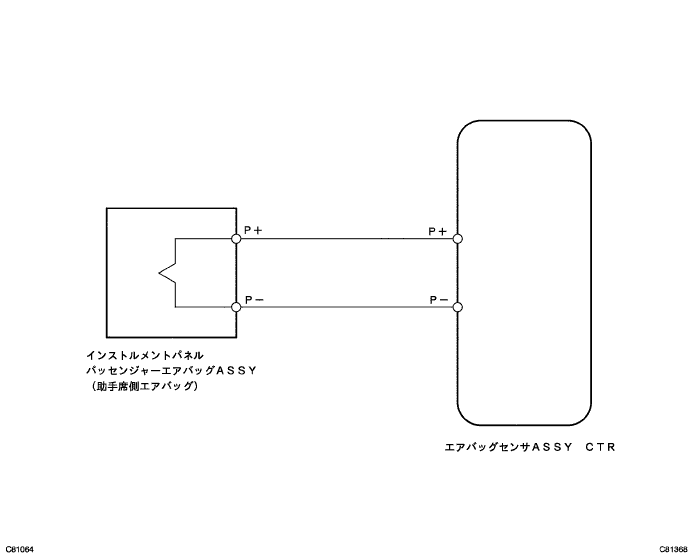 P+
P+
P−
P−
インストルメントパネル
パッセンジャーエアバッグASSY
(助手席側エアバッグ)
エアバッグセンサASSY CTR
C81064
C81368